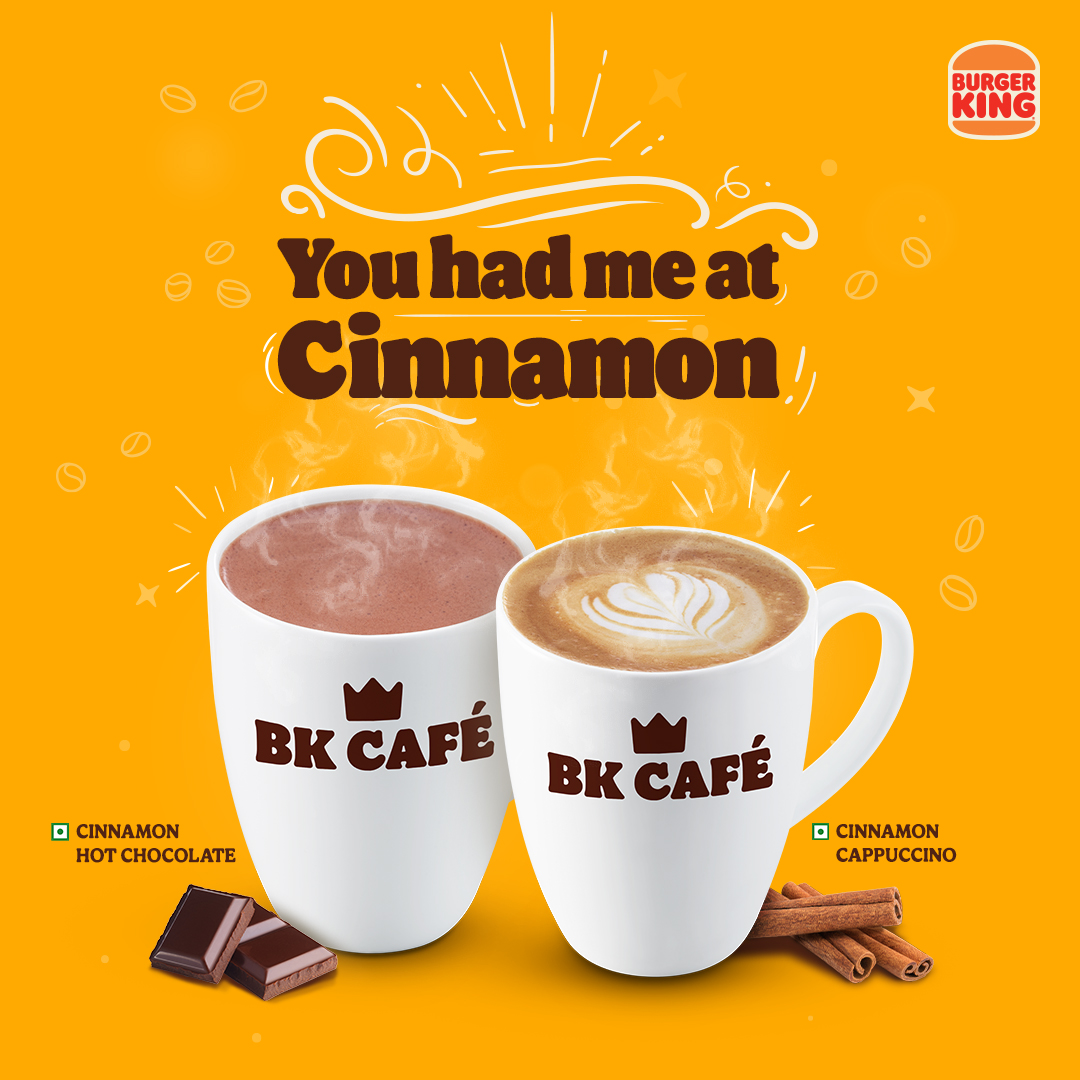 BURGER
KING
You had me at
Cinnamon
BK CAFÉ
BK CAFÉ
CINNAMON
HOT CHOCOLATE
CINNAMON
CAPPUCCINO